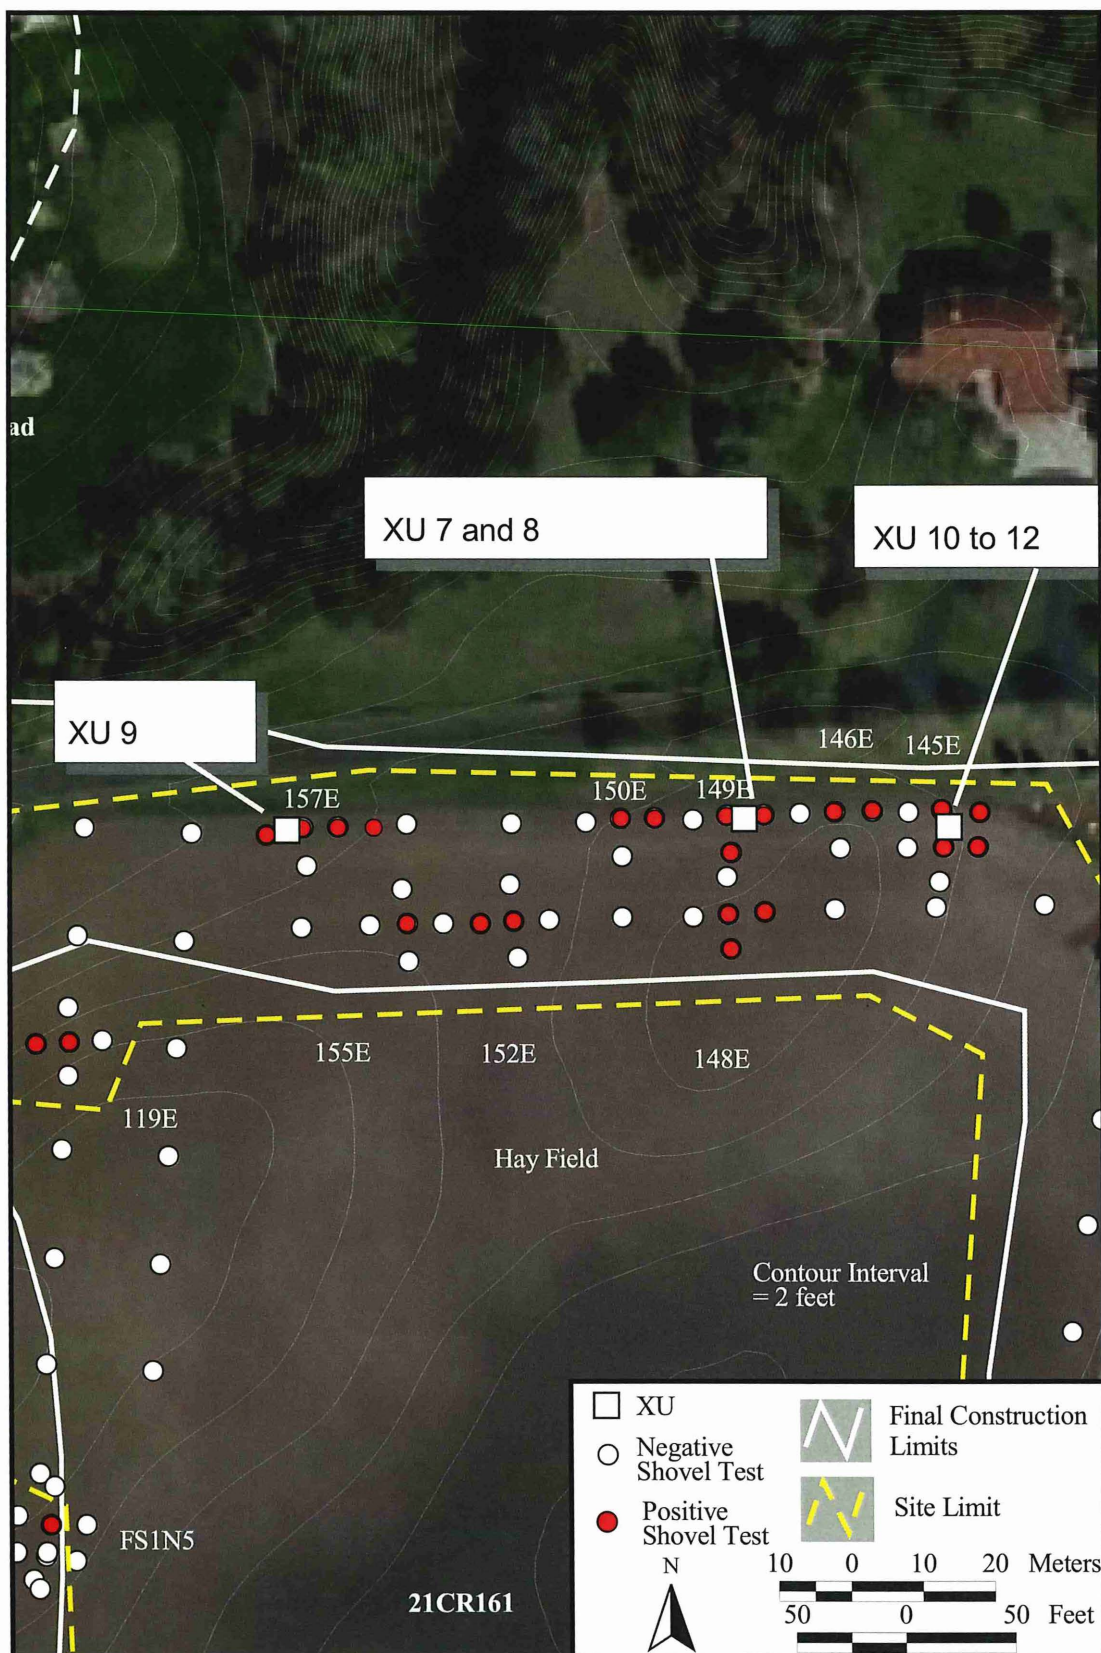 ad
XU 7 and 8
XU 10 to 12
XU 9
146E
145E
157E
150E
149E
155E
152E
148E
119E
Hay Field
Contour Interval
= 2 feet
FS1N5
21CR161
XU
Negative
Shovel Test
Positive
Shovel Test
Final Construction
Limits
Site Limit
N
10 0 10 20 Meters
50 0 50 Feet